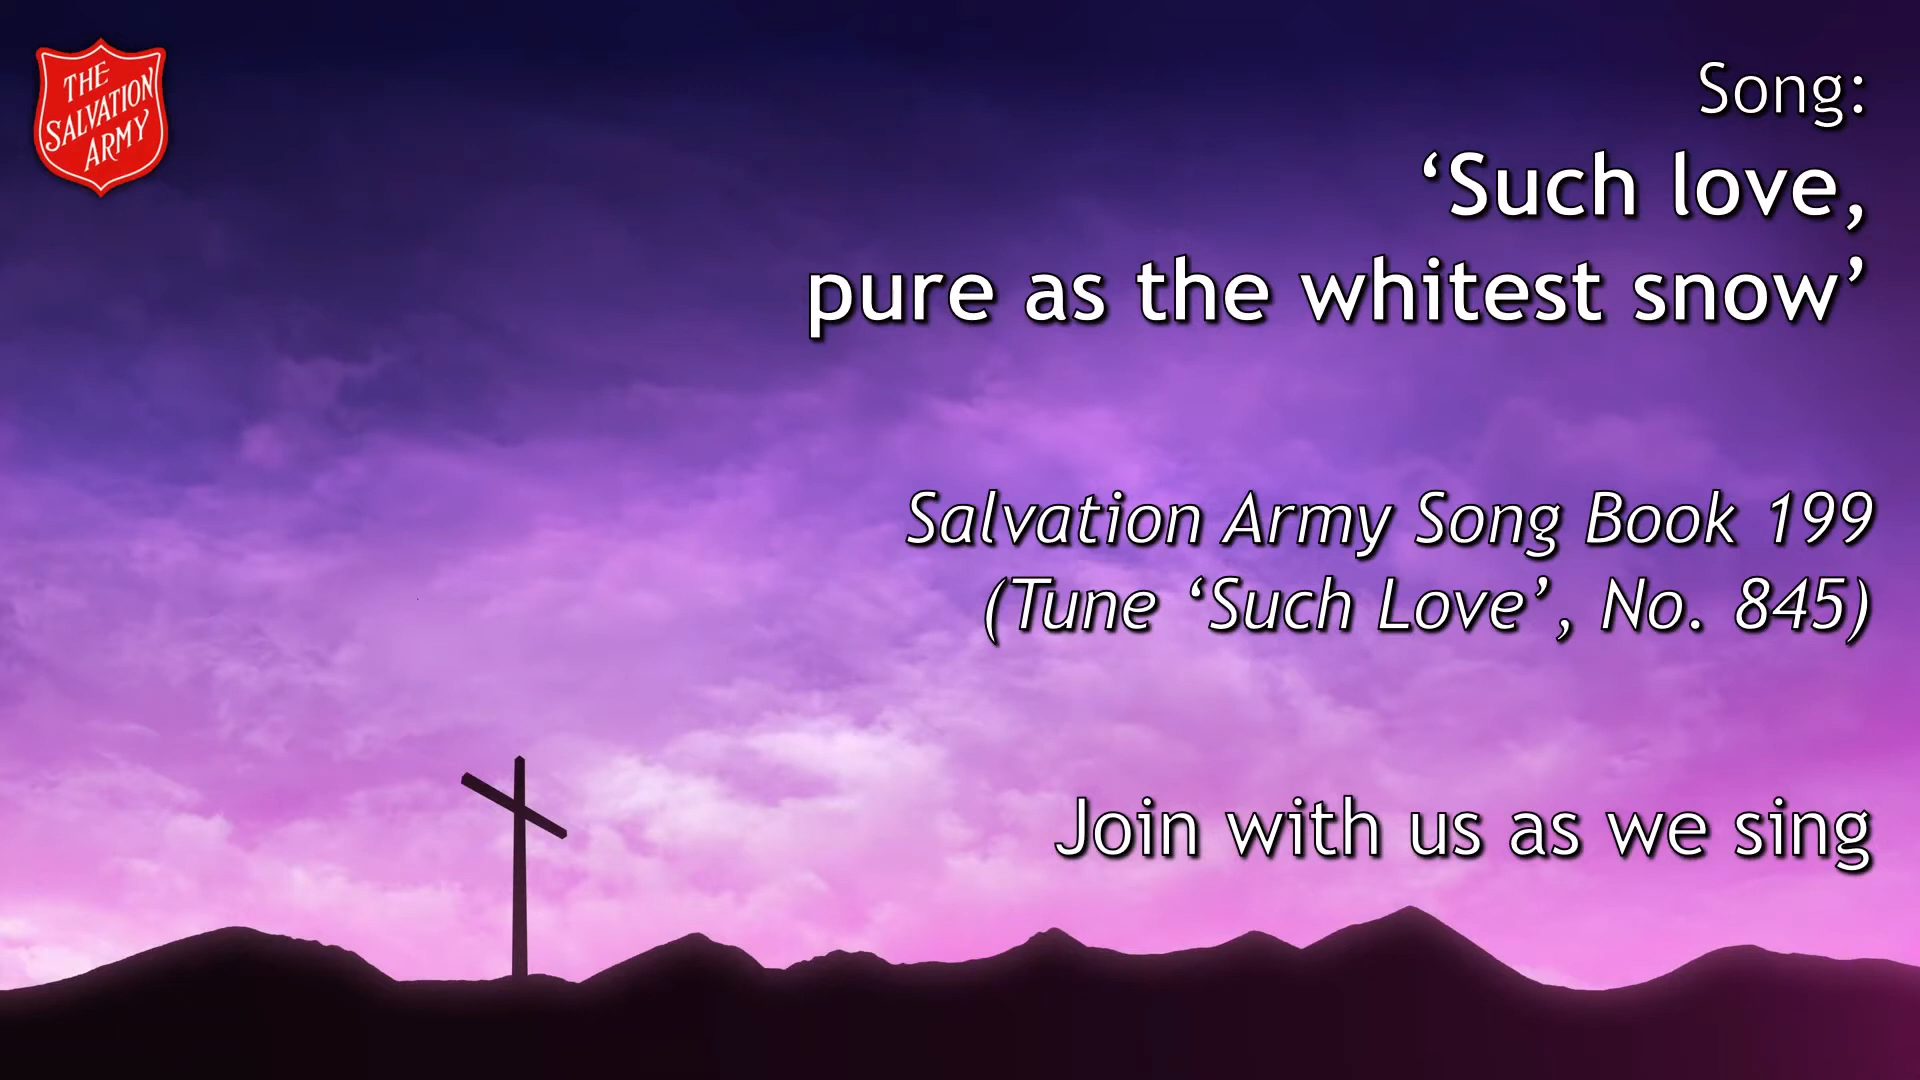 THE
SALVATION
ARMY
Song:
‘Such love,
pure as the whitest snow’
Salvation Army Song Book 199
(Tune ‘Such Love’, No. 845)
Join with us as we sing